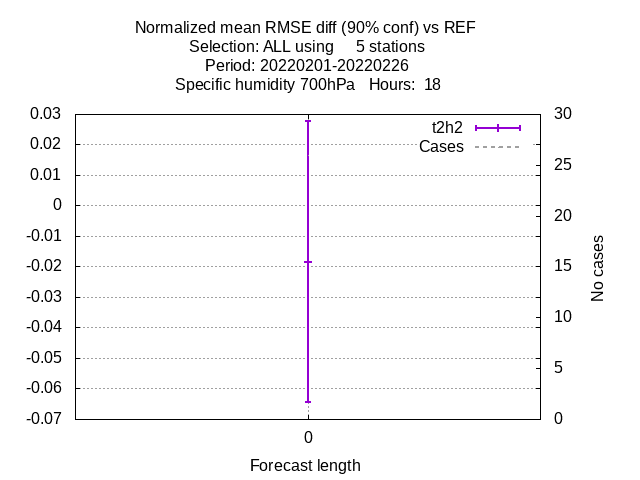 Normalized mean RMSE diff (90% conf) vs REF
Selection: ALL using     5 stations
Period: 20220201-20220226
Specific humidity 700hPa   Hours:  18
t2h2
Cases
0.03
0.02
0.01
0
-0.01
-0.02
-0.03
-0.04
-0.05
-0.06
-0.07
30
25
20
15
10
5
0
No cases
0
Forecast length